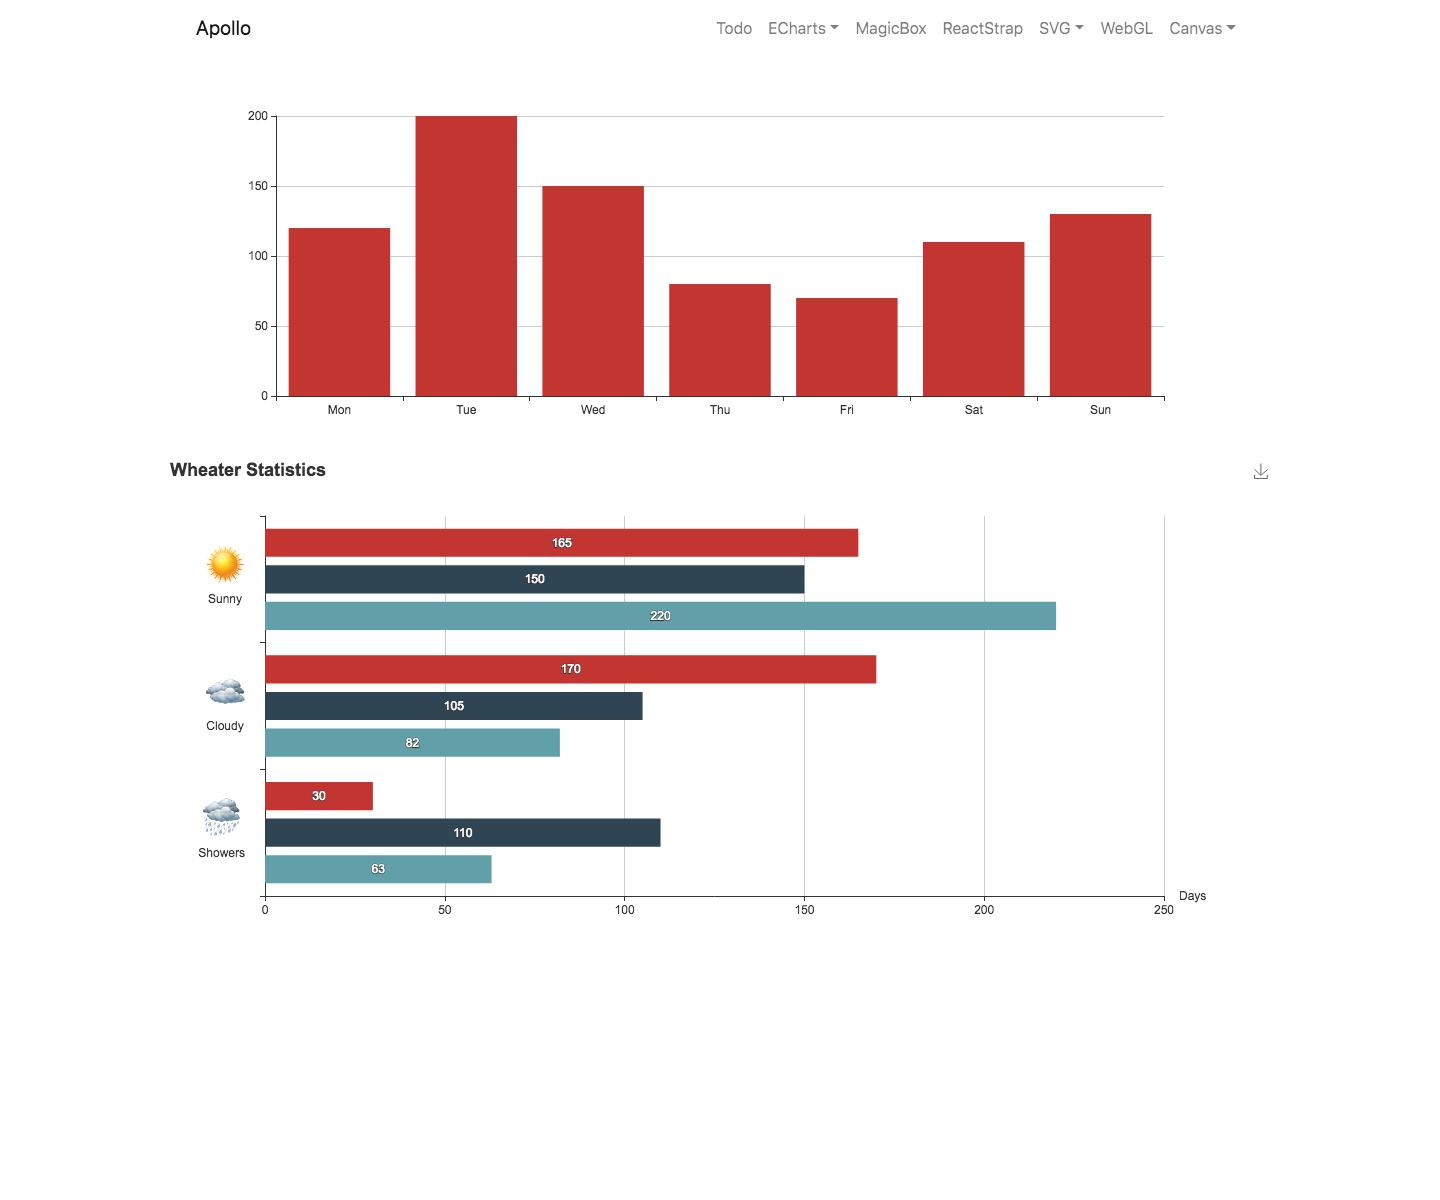 Apollo Todo ECharts MagicBox ReactStrap SVG WebGL Canvas
200
150
100
50
0
Mon Tue Wed Thu Fri Sat Sun
Wheater Statistics
165
150
Sunny
220
170
105
Cloudy
82
30
110
Showers
63
Days
0 50 100 150 200 250